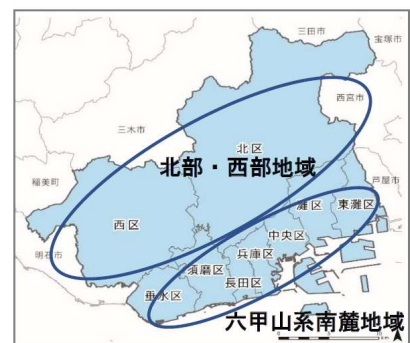 三田市
宝塚市
西宮市
三木市
北区
北部・西部地域
稲美町
芦屋市
灘区
東灘区
西区
中央区
兵庫区
明石市
須磨区
長田区
垂水区
六甲山系南麓地域